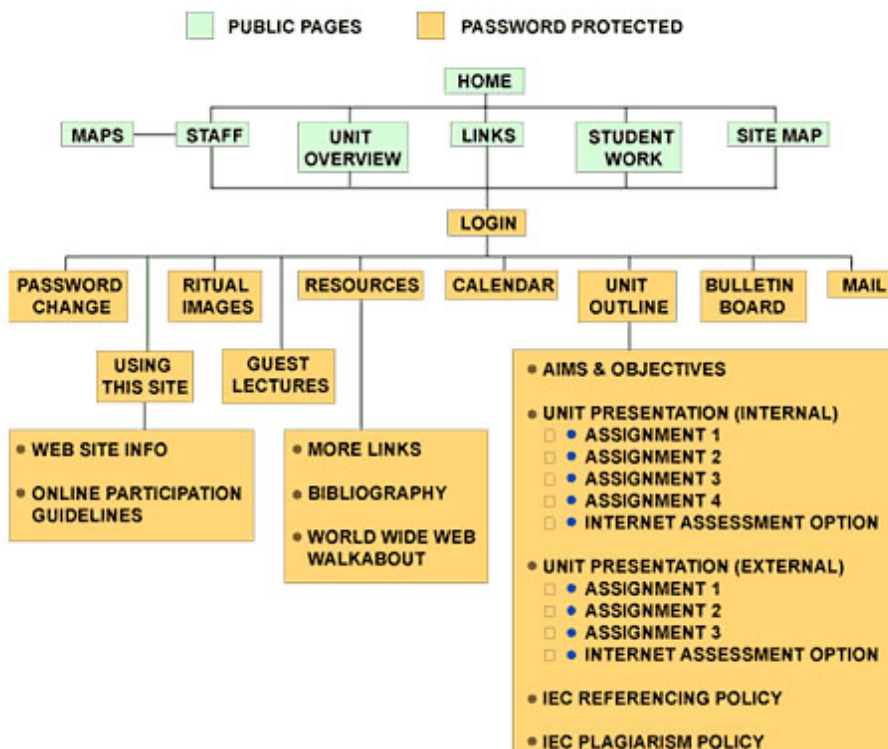 PUBLIC PAGES
PASSWORD PROTECTED
HOME
MAPS
STAFF
UNIT
OVERVIEW
LINKS
STUDENT
WORK
SITE MAP
LOGIN
PASSWORD
CHANGE
RITUAL
IMAGES
RESOURCES
CALENDAR
UNIT
OUTLINE
BULLETIN
BOARD
MAIL
USING
THIS SITE
GUEST
LECTURES
WEB SITE INFO
ONLINE PARTICIPATION
GUIDELINES
MORE LINKS
BIBLIOGRAPHY
WORLD WIDE WEB
WALKABOUT
AIMS & OBJECTIVES
UNIT PRESENTATION (INTERNAL)
ASSIGNMENT 1
ASSIGNMENT 2
ASSIGNMENT 3
ASSIGNMENT 4
INTERNET ASSESSMENT OPTION
UNIT PRESENTATION (EXTERNAL)
ASSIGNMENT 1
ASSIGNMENT 2
ASSIGNMENT 3
INTERNET ASSESSMENT OPTION
IEC REFERENCING POLICY
IEC PLAGIARISM POLICY